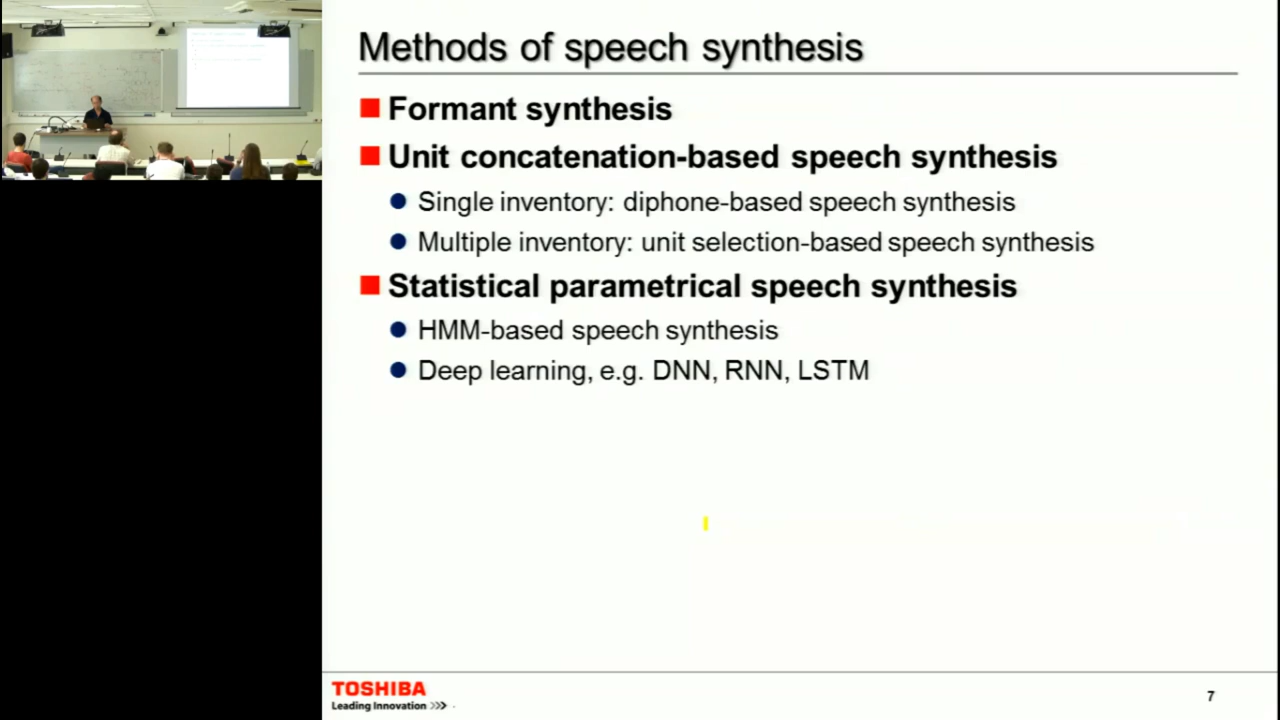 Methods of speech synthesis
Formant synthesis
Unit concatenation-based speech synthesis
Single inventory: diphone-based speech synthesis
Multiple inventory: unit selection-based speech synthesis
Statistical parametrical speech synthesis
HMM-based speech synthesis
Deep learning, e.g. DNN, RNN, LSTM
TOSHIBA
Leading Innovation >>>
7